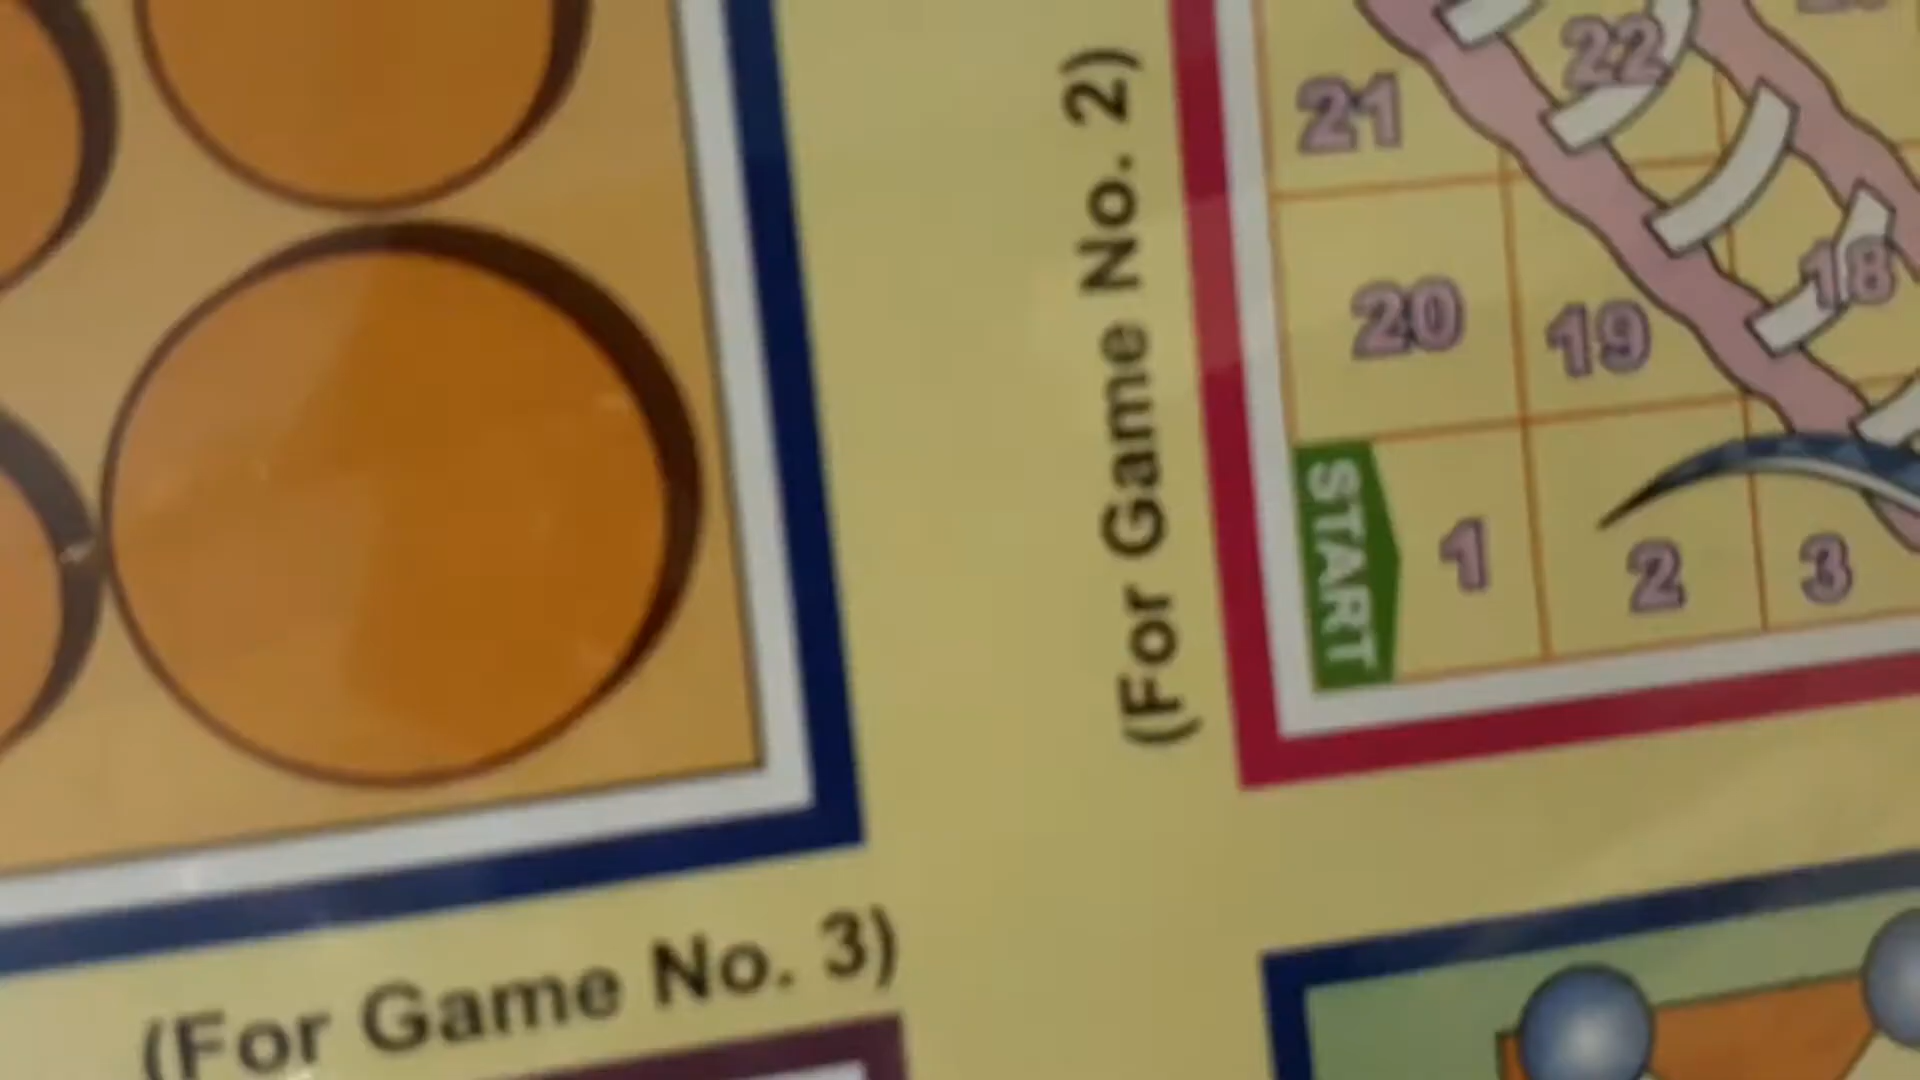 (For Game No. 2)
21 22
20 19 18
START 1 2 3
(For Game No. 3)